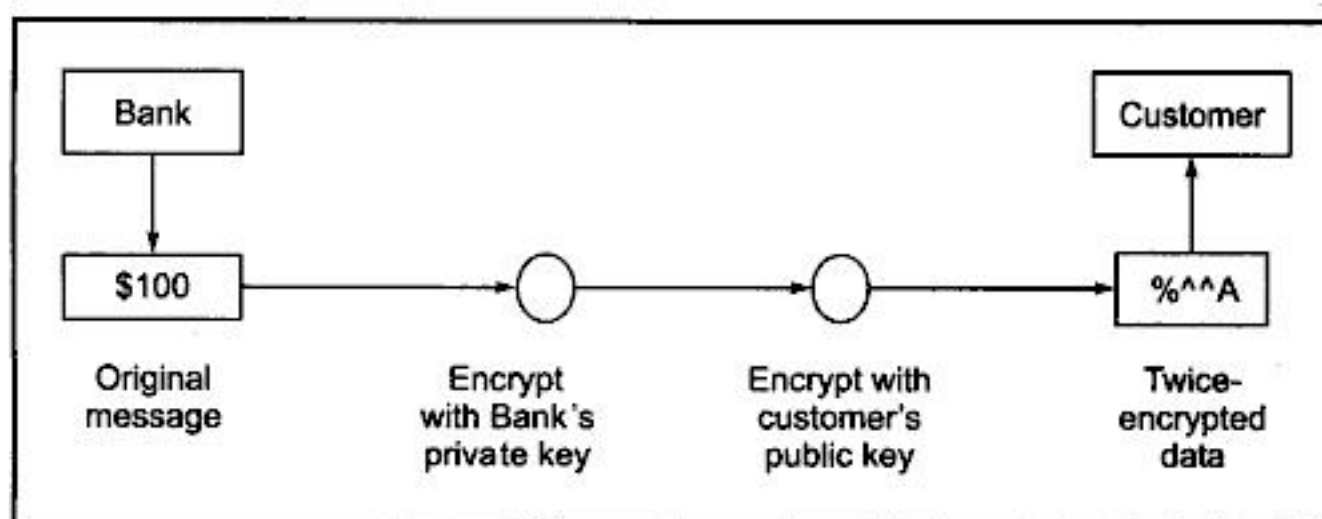 Bank
Customer
$100
%^^A
Original
message
Encrypt
with Bank's
private key
Encrypt with
customer's
public key
Twice-
encrypted
data